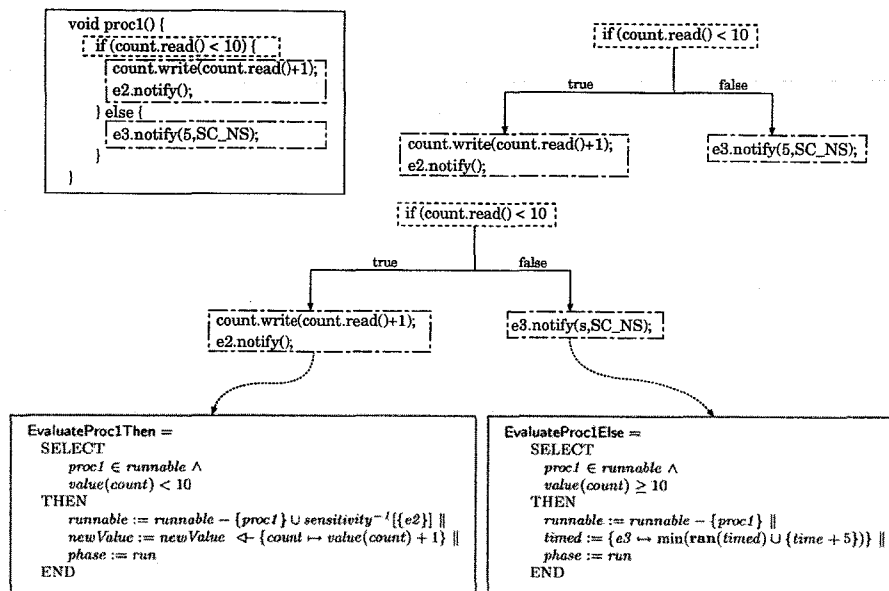 void proc1() {
if (count.read() < 10) {
count.write(count.read()+1);
e2.notify();
} else {
e3.notify(5,SC_NS);
}
}
if (count.read() < 10
true
false
count.write(count.read()+1);
e2.notify();
e3.notify(5,SC_NS);
if (count.read() < 10
true
false
count.write(count.read()+1);
e2.notify();
e3.notify(s,SC_NS);
EvaluateProc1Then =
SELECT
proc1 ∈ runnable ∧
value(count) < 10
THEN
runnable := runnable − {proc1} ∪ sensitivity⁻¹[{e2}] ||
newValue := newValue <+ {count ↦ value(count) + 1} ||
phase := run
END
EvaluateProc1Else =
SELECT
proc1 ∈ runnable ∧
value(count) ≥ 10
THEN
runnable := runnable − {proc1} ||
timed := {e3 ↦ min(ran(timed) ∪ {time + 5})} ||
phase := run
END